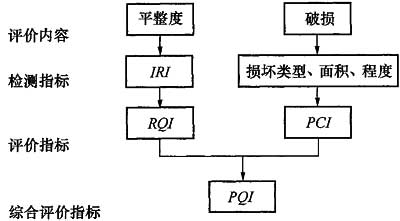 平整度 破损
评价内容
IRI 损坏类型、面积、程度
检测指标
RQI PCI
评价指标
PQI
综合评价指标